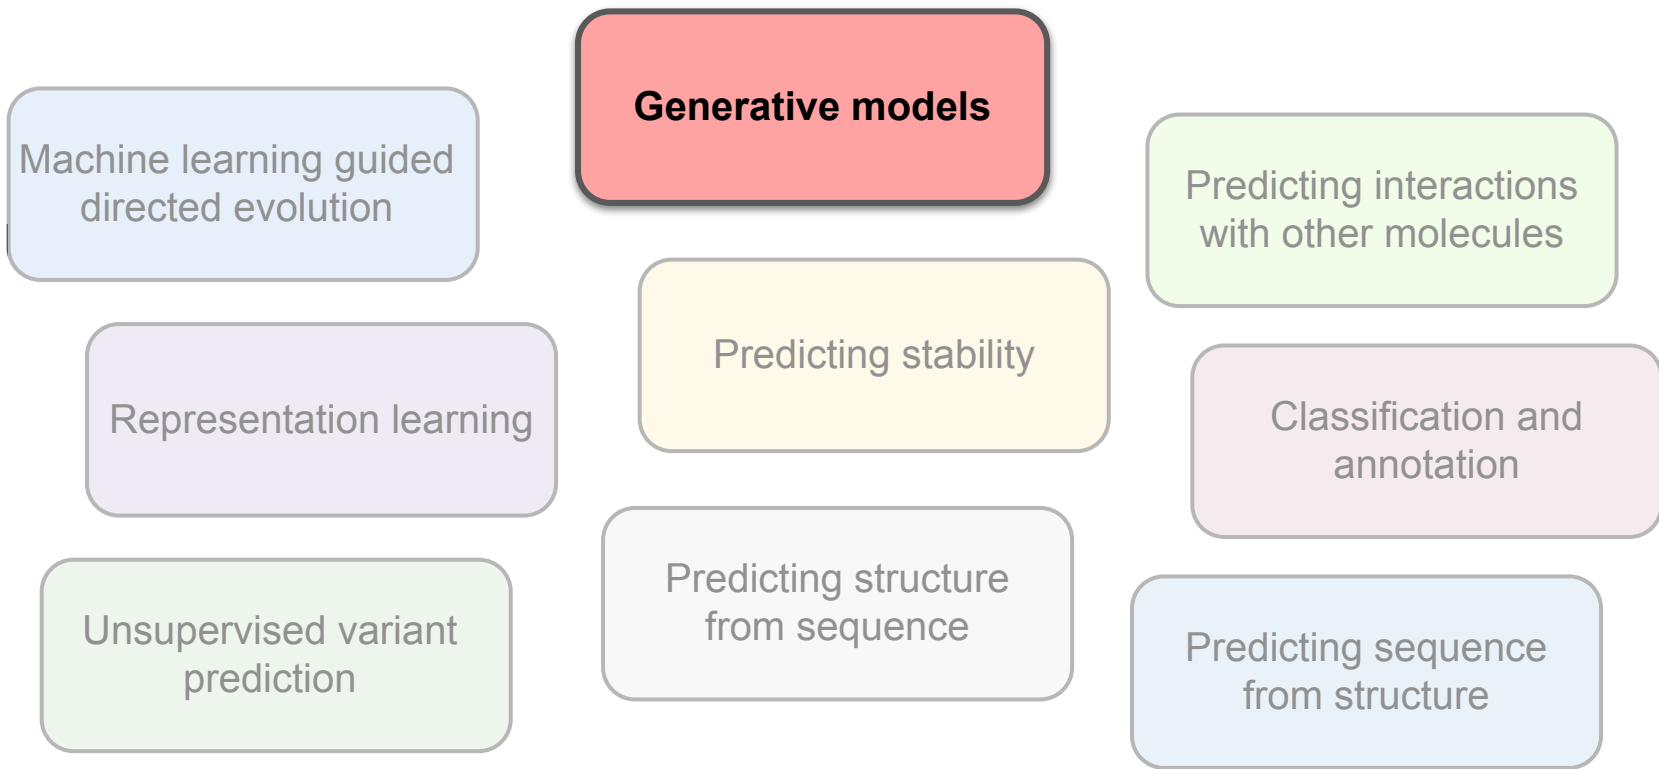 Generative models
Machine learning guided
directed evolution
Predicting interactions
with other molecules
Predicting stability
Representation learning
Classification and
annotation
Predicting structure
from sequence
Unsupervised variant
prediction
Predicting sequence
from structure